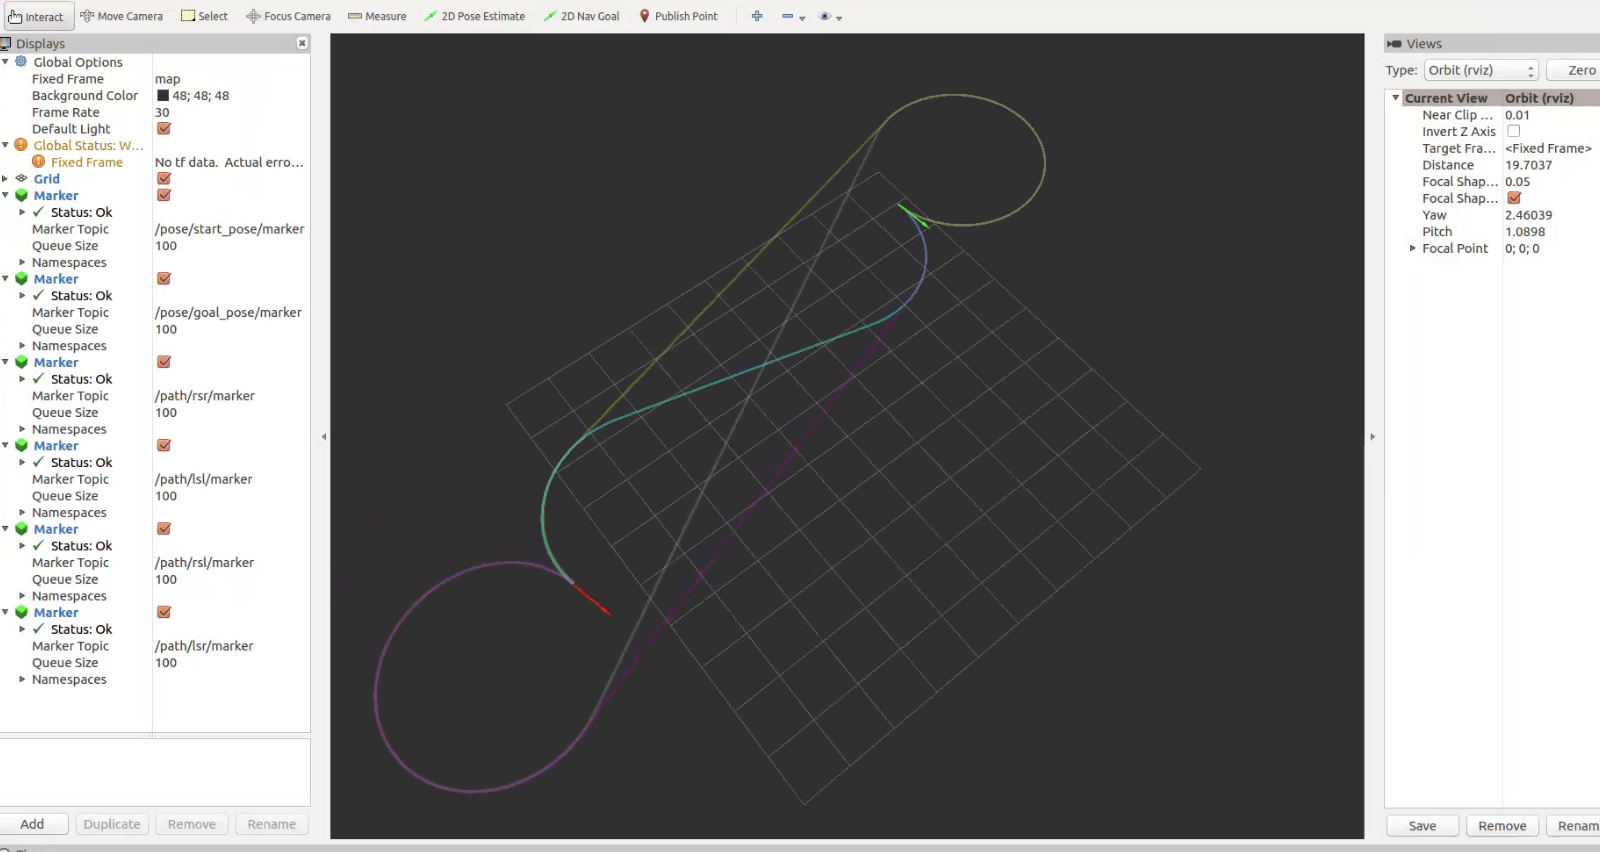 Interact Move Camera Select Focus Camera Measure 2D Pose Estimate 2D Nav Goal Publish Point
Displays
Global Options
Fixed Frame map
Background Color 48; 48; 48
Frame Rate 30
Default Light
Global Status: W...
Fixed Frame No tf data. Actual erro...
Grid
Marker
Status: Ok
Marker Topic /pose/start_pose/marker
Queue Size 100
Namespaces
Marker
Status: Ok
Marker Topic /pose/goal_pose/marker
Queue Size 100
Namespaces
Marker
Status: Ok
Marker Topic /path/rsr/marker
Queue Size 100
Namespaces
Marker
Status: Ok
Marker Topic /path/lsl/marker
Queue Size 100
Namespaces
Marker
Status: Ok
Marker Topic /path/rsl/marker
Queue Size 100
Namespaces
Marker
Status: Ok
Marker Topic /path/lsr/marker
Queue Size 100
Namespaces
Add Duplicate Remove Rename
Views
Type: Orbit (rviz) Zero
Current View Orbit (rviz)
Near Clip ... 0.01
Invert Z Axis
Target Fra... <Fixed Frame>
Distance 19.7037
Focal Shap... 0.05
Focal Shap...
Yaw 2.46039
Pitch 1.0898
Focal Point 0; 0; 0
Save Remove Renam